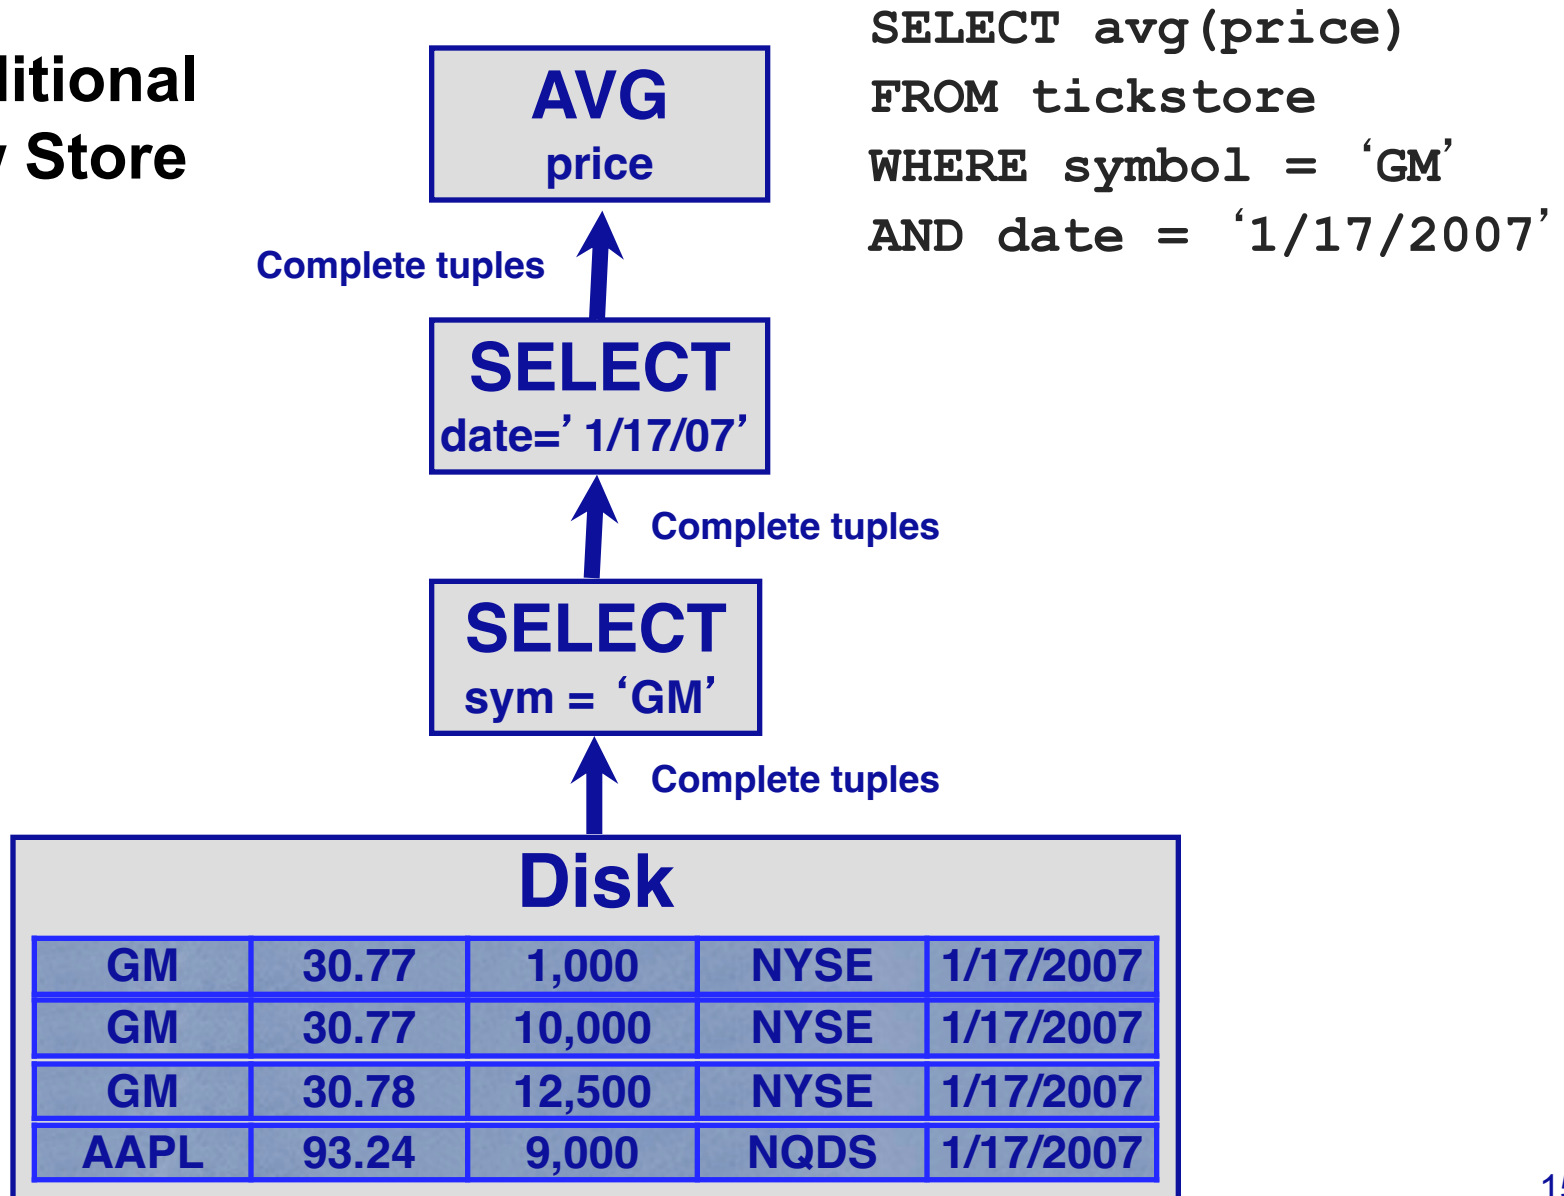 ditional
Store
SELECT avg(price)
FROM tickstore
WHERE symbol = ‘GM’
AND date = ‘1/17/2007’
AVG
price
Complete tuples
SELECT
date=’ 1/17/07’
Complete tuples
SELECT
sym = ‘GM’
Complete tuples
Disk
GM 30.77 1,000 NYSE 1/17/2007
GM 30.77 10,000 NYSE 1/17/2007
GM 30.78 12,500 NYSE 1/17/2007
AAPL 93.24 9,000 NQDS 1/17/2007